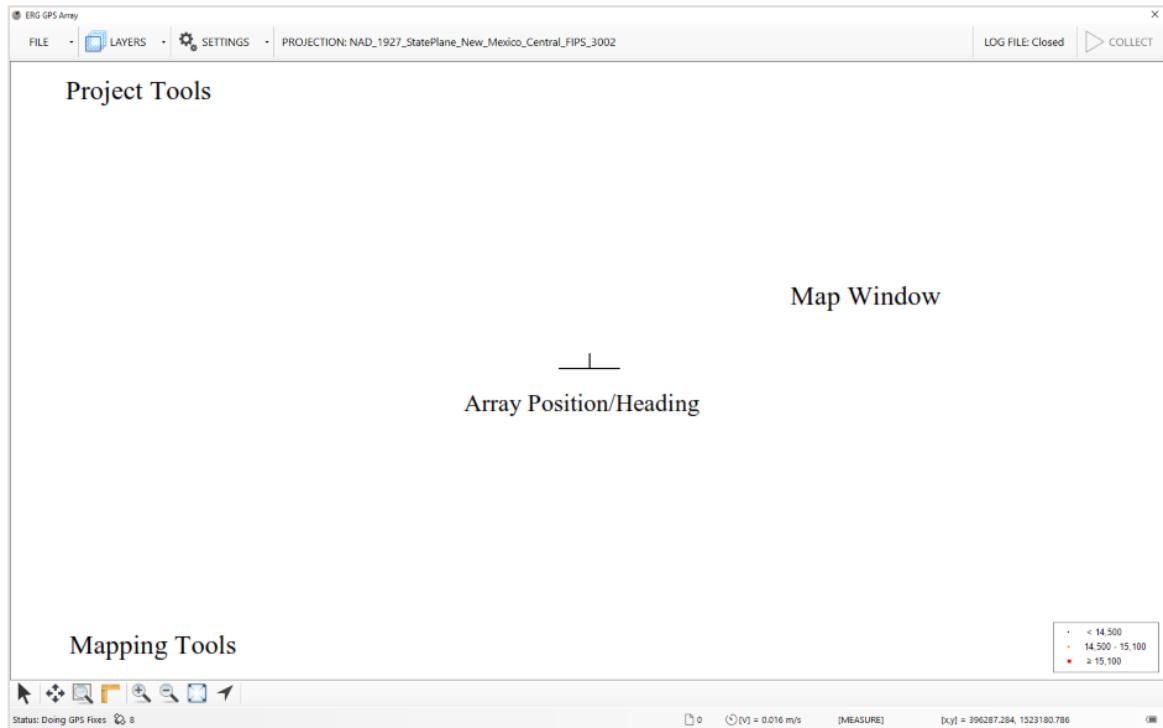 ERG GPS Array
FILE LAYERS SETTINGS PROJECTION: NAD_1927_StatePlane_New_Mexico_Central_FIPS_3002 LOG FILE: Closed COLLECT
Project Tools
Map Window
Array Position/Heading
Mapping Tools
< 14,500
14,500 - 15,100
≥ 15,100
Status: Doing GPS Fixes 8 0 [V] = 0.016 m/s [MEASURE] [x,y] = 396287.284, 1523180.786